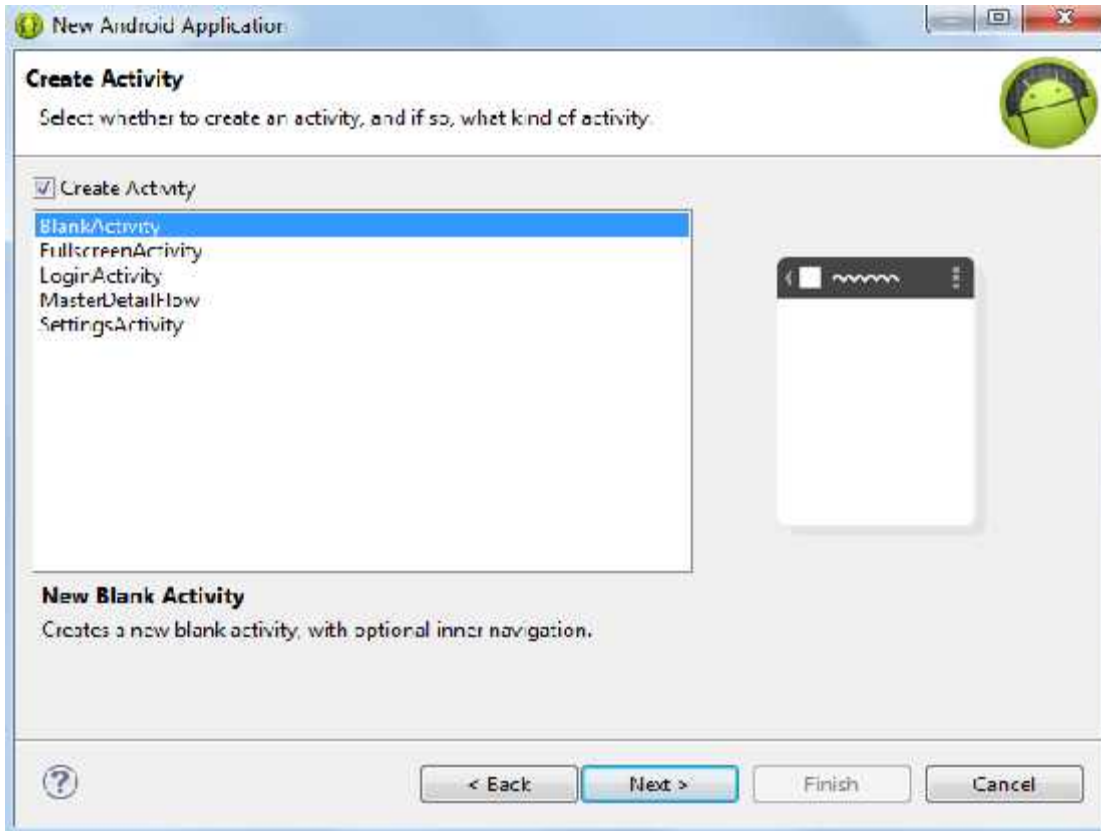 New Android Application
Create Activity
Select whether to create an activity, and if so, what kind of activity.
Create Activity
BlankActivity
FullscreenActivity
LoginActivity
MasterDetailFlow
SettingsActivity
New Blank Activity
Creates a new blank activity, with optional inner navigation.
?
< Back
Next >
Finish
Cancel